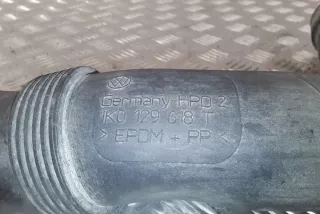 Germany HPD 2
1K0 129 618 T
> EPDM + PP <